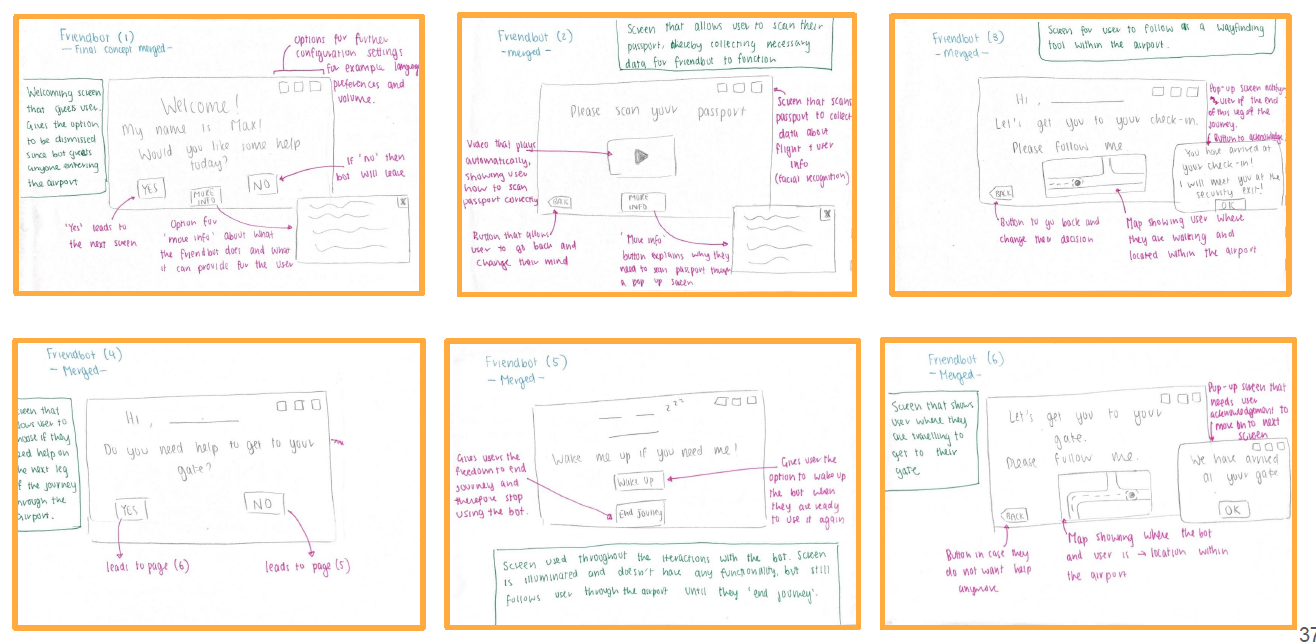 Friendbot (1)
- Final concept merged -
options for further
configuration settings
for example language
preferences and
volume.
Welcoming screen
that greets user.
Gives the option
to be dismissed
since bot greets
anyone entering
the airport
Welcome!
My name is Max!
Would you like some help
today?
YES
MORE
INFO
NO
If 'no' then
bot will leave
'Yes' leads to
the next screen
Option for
'more info' about what
the friendbot does and what
it can provide for the user
x
Friendbot (2)
- merged -
Screen that allows user to scan their
passport, thereby collecting necessary
data for friendbot to function
Please scan your passport
Screen that scans
passport to collect
data about
flight + user
info
(facial recognition)
Video that plays
automatically,
showing user
how to scan
passport correctly
BACK
MORE
INFO
Button that allows
user to go back and
change their mind
'More info'
button explains why they
need to scan passport
a pop up screen
x
Friendbot (3)
- Merged -
Screen for user to follow as a wayfinding
tool within the airport.
Hi, ________
Let's get you to your check-in.
Please follow me
Pop-up screen
user of the end
of this leg of the
journey.
Button to acknowledge
You have arrived at
your check-in!
I will meet you at the
security exit!
OK
BACK
Button to go back and
change their decision
Map showing user where
they are walking and
located within the airport
Friendbot (4)
- Merged -
user to
if they
help on
next leg
the journey
through the
airport.
Hi, ________.
Do you need help to get to your
gate?
YES
NO
leads to page (6)
leads to page (5)
Friendbot (5)
- Merged -
zzz
Wake me up if you need me!
Wake Up
End Journey
Gives users the
freedom to end
journey and
therefore stop
using the bot.
Gives user the
option to wake up
the bot when
they are ready
to use it again
Screen used throughout the iteractions with the bot. Screen
is illuminated and doesn't have any functionality, but still
follows user through the airport until they 'end journey'.
Friendbot (6)
- Merged -
Screen that shows
user where they
are travelling to
get to their
gate
Let's get you to your
gate.
Please follow me.
Pop-up screen that
needs user
acknowledgement to
move on to next
screen
We have arrived
at your gate
OK
BACK
Button in case they
do not want help
anymore
Map showing where the bot
and user is → location within
the airport
37